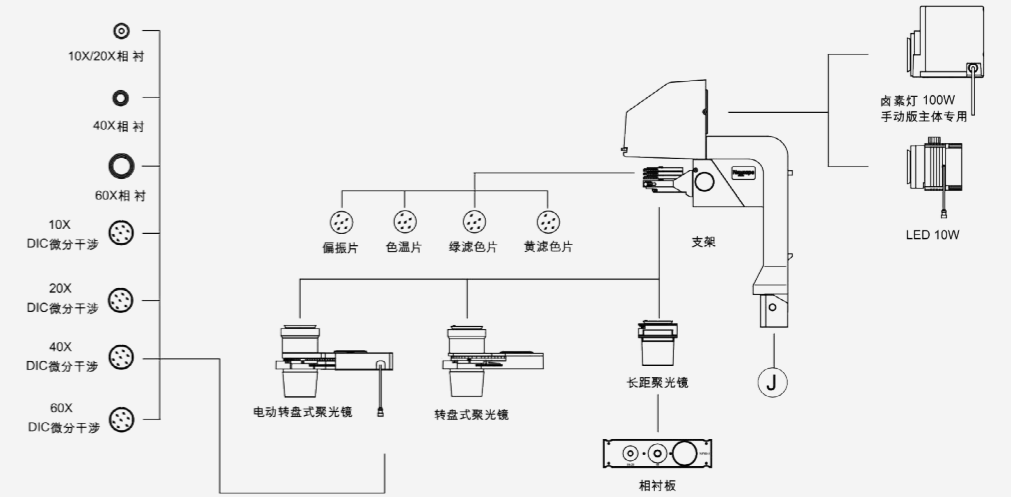 10X/20X相 衬
40X相 衬
60X相 衬
10X
DIC微分干涉
20X
DIC微分干涉
40X
DIC微分干涉
60X
DIC微分干涉
偏振片
色温片
绿滤色片
黄滤色片
支架
卤素灯 100W
手动版主体专用
LED 10W
电动转盘式聚光镜
转盘式聚光镜
长距聚光镜
J
相衬板